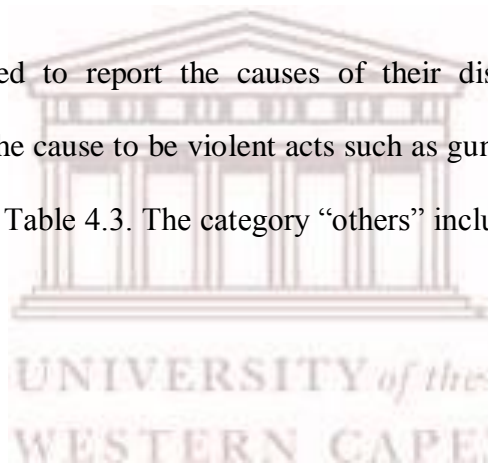 ed to report the causes of their dis
he cause to be violent acts such as gun
Table 4.3. The category “others” inclu
UNIVERSITY of the
WESTERN CAPE